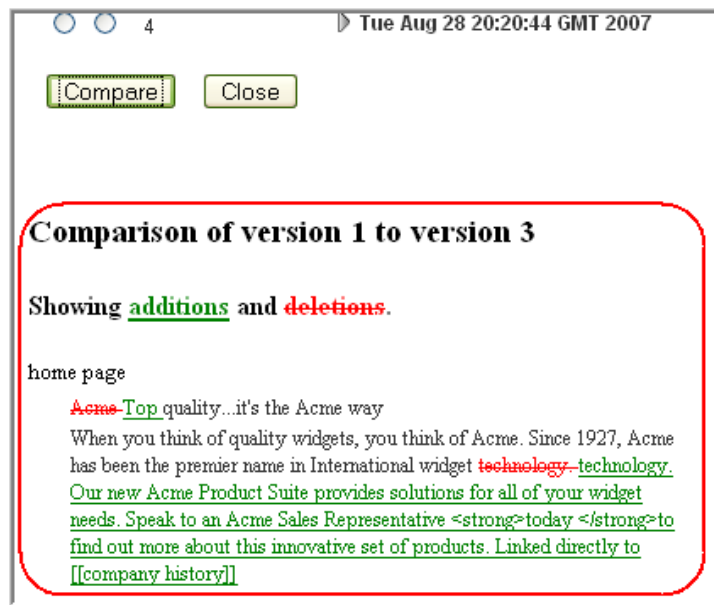 4 Tue Aug 28 20:20:44 GMT 2007
Compare Close
Comparison of version 1 to version 3
Showing additions and deletions.
home page
Acme Top quality...it's the Acme way
When you think of quality widgets, you think of Acme. Since 1927, Acme
has been the premier name in International widget technology. technology.
Our new Acme Product Suite provides solutions for all of your widget
needs. Speak to an Acme Sales Representative <strong>today </strong>to
find out more about this innovative set of products. Linked directly to
[[company history]]